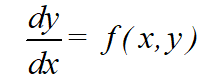 dy/dx = f(x,y)